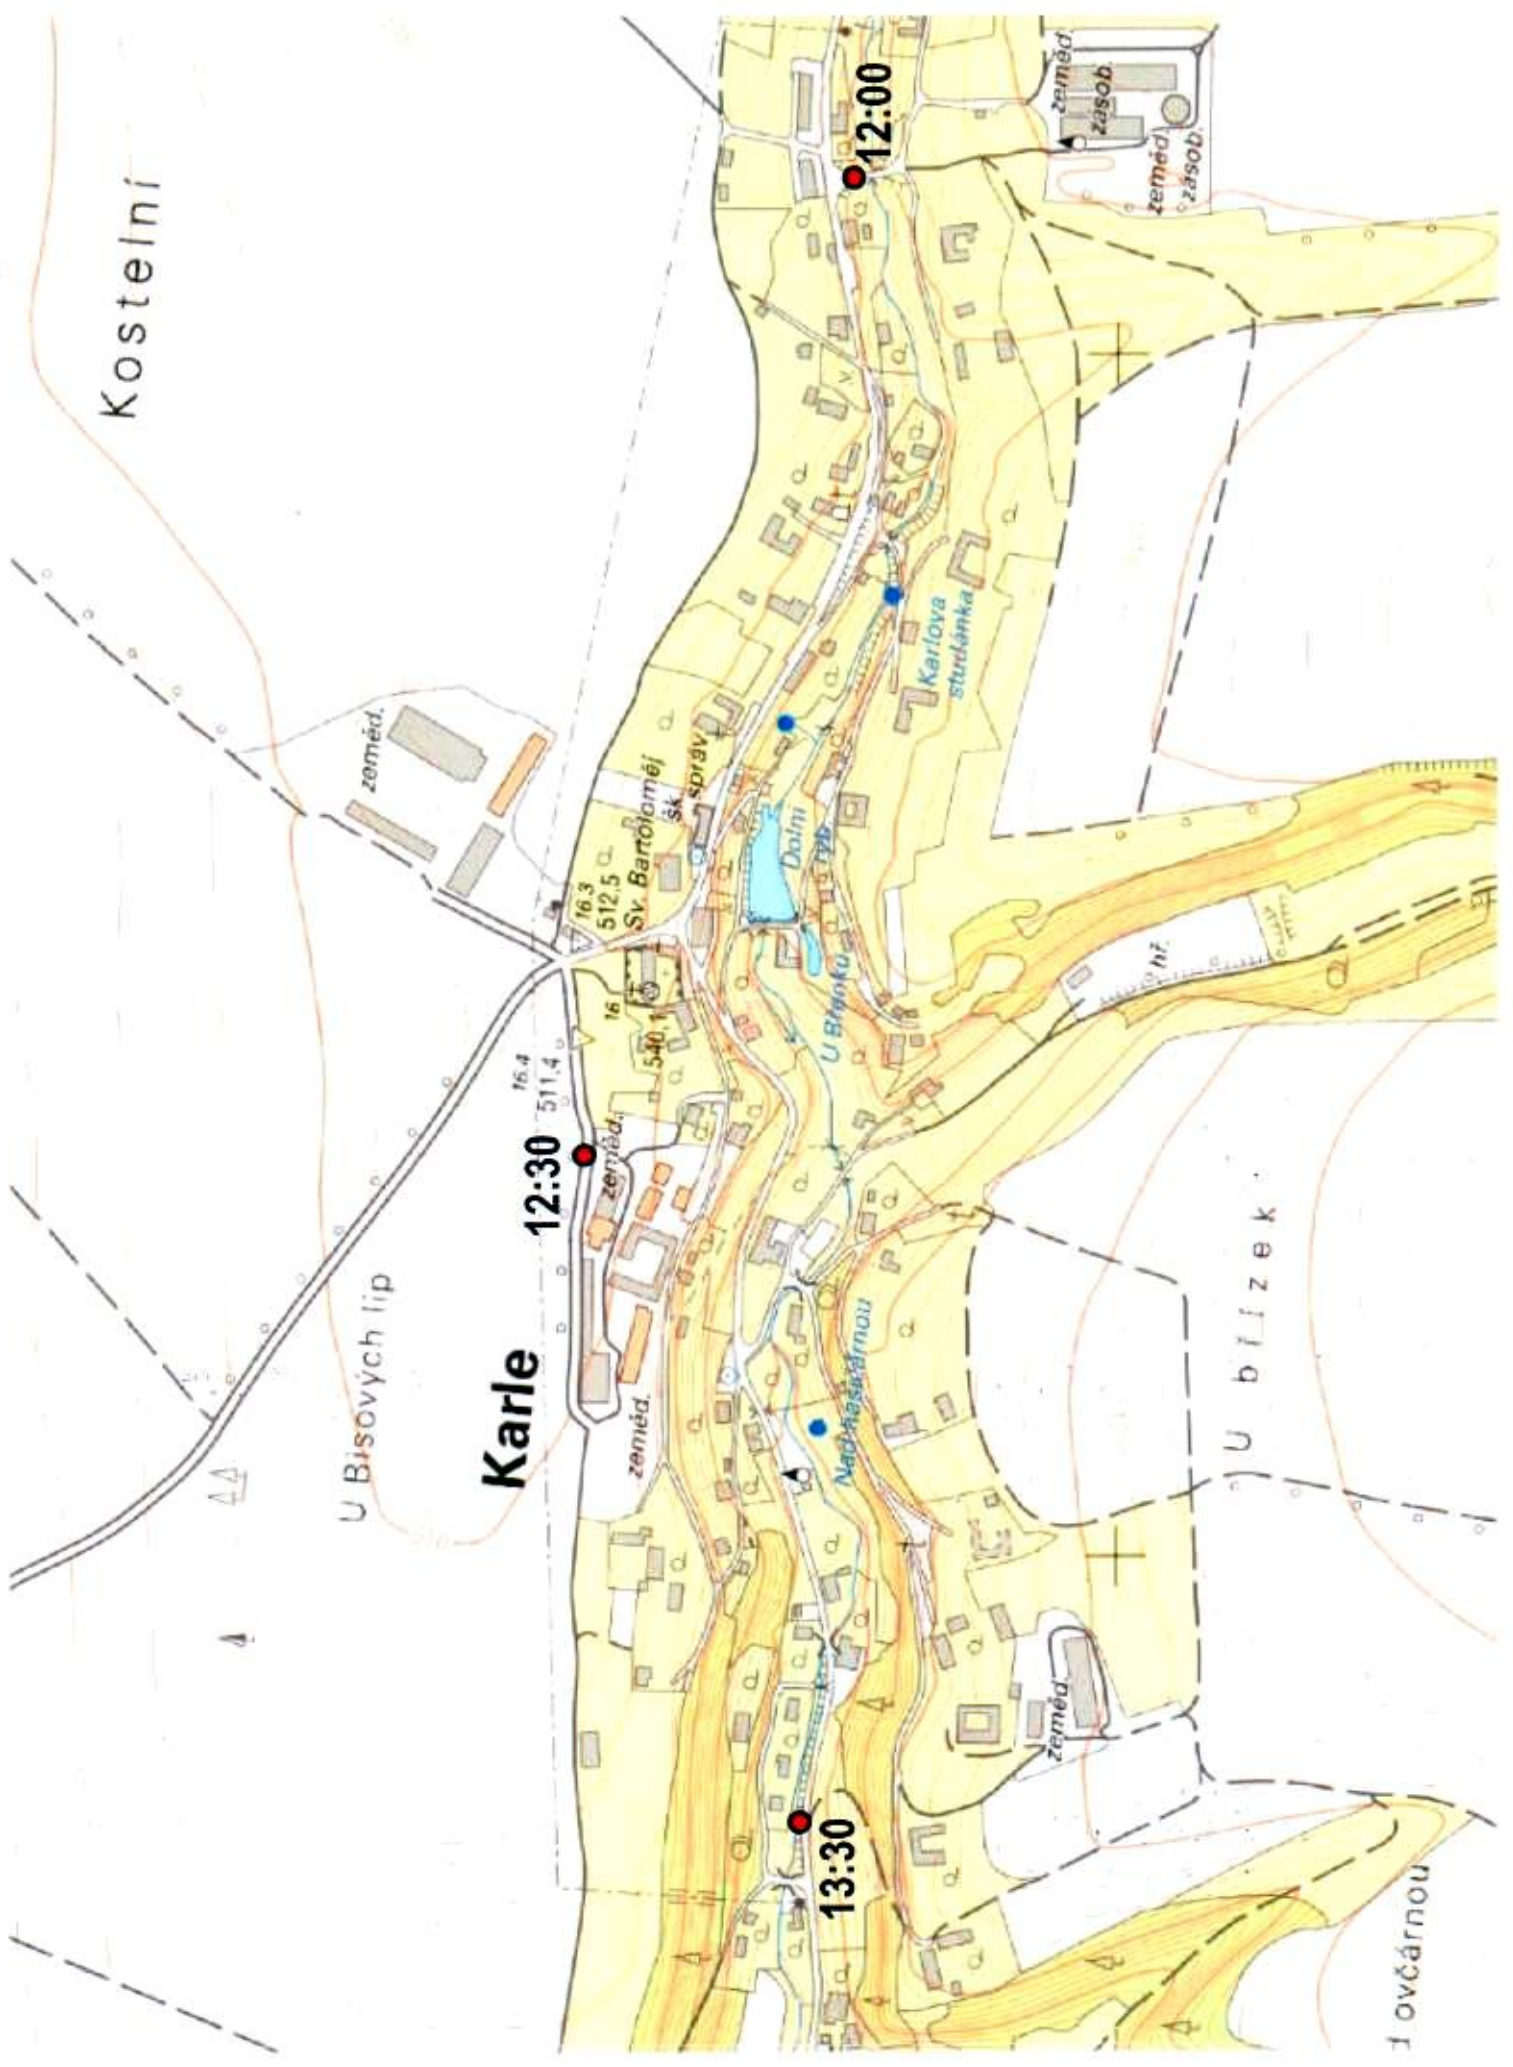 Kostelní
12:00
zeměd.
zásob.
zeměd.
zásob.
zeměd.
Karlova
studánka
správ
šk.
Sv. Bartoloměj
16.3
512,5
Dolní
ryb.
U Blanků
hř.
16
540,1
16.4
511,4
12:30
zeměd.
U Bisových lip
Karle
zeměd.
U břízek
13:30
zeměd.
ovčárnou